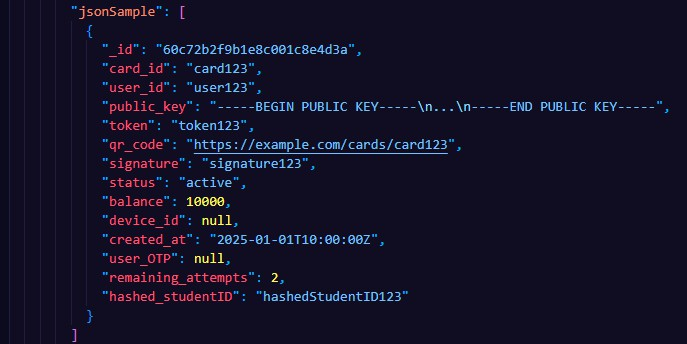 "jsonSample": [
{
"_id": "60c72b2f9b1e8c001c8e4d3a",
"card_id": "card123",
"user_id": "user123",
"public_key": "-----BEGIN PUBLIC KEY-----\n...\n-----END PUBLIC KEY-----",
"token": "token123",
"qr_code": "https://example.com/cards/card123",
"signature": "signature123",
"status": "active",
"balance": 10000,
"device_id": null,
"created_at": "2025-01-01T10:00:00Z",
"user_OTP": null,
"remaining_attempts": 2,
"hashed_studentID": "hashedStudentID123"
}
]